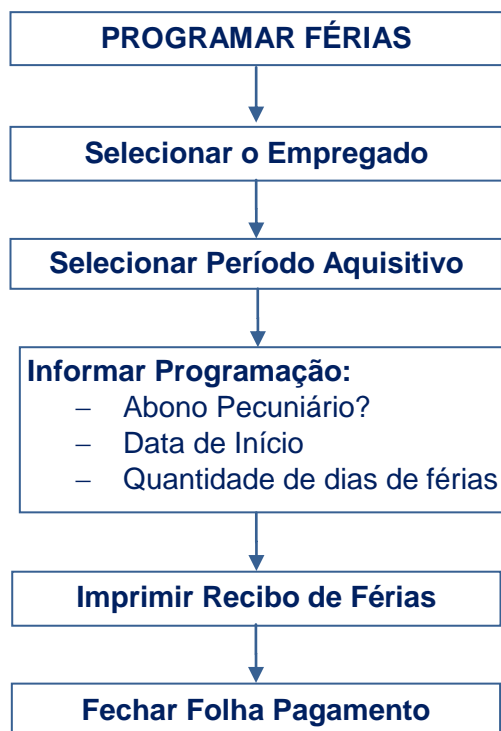 PROGRAMAR FÉRIAS
Selecionar o Empregado
Selecionar Período Aquisitivo
Informar Programação:
– Abono Pecuniário?
– Data de Início
– Quantidade de dias de férias
Imprimir Recibo de Férias
Fechar Folha Pagamento